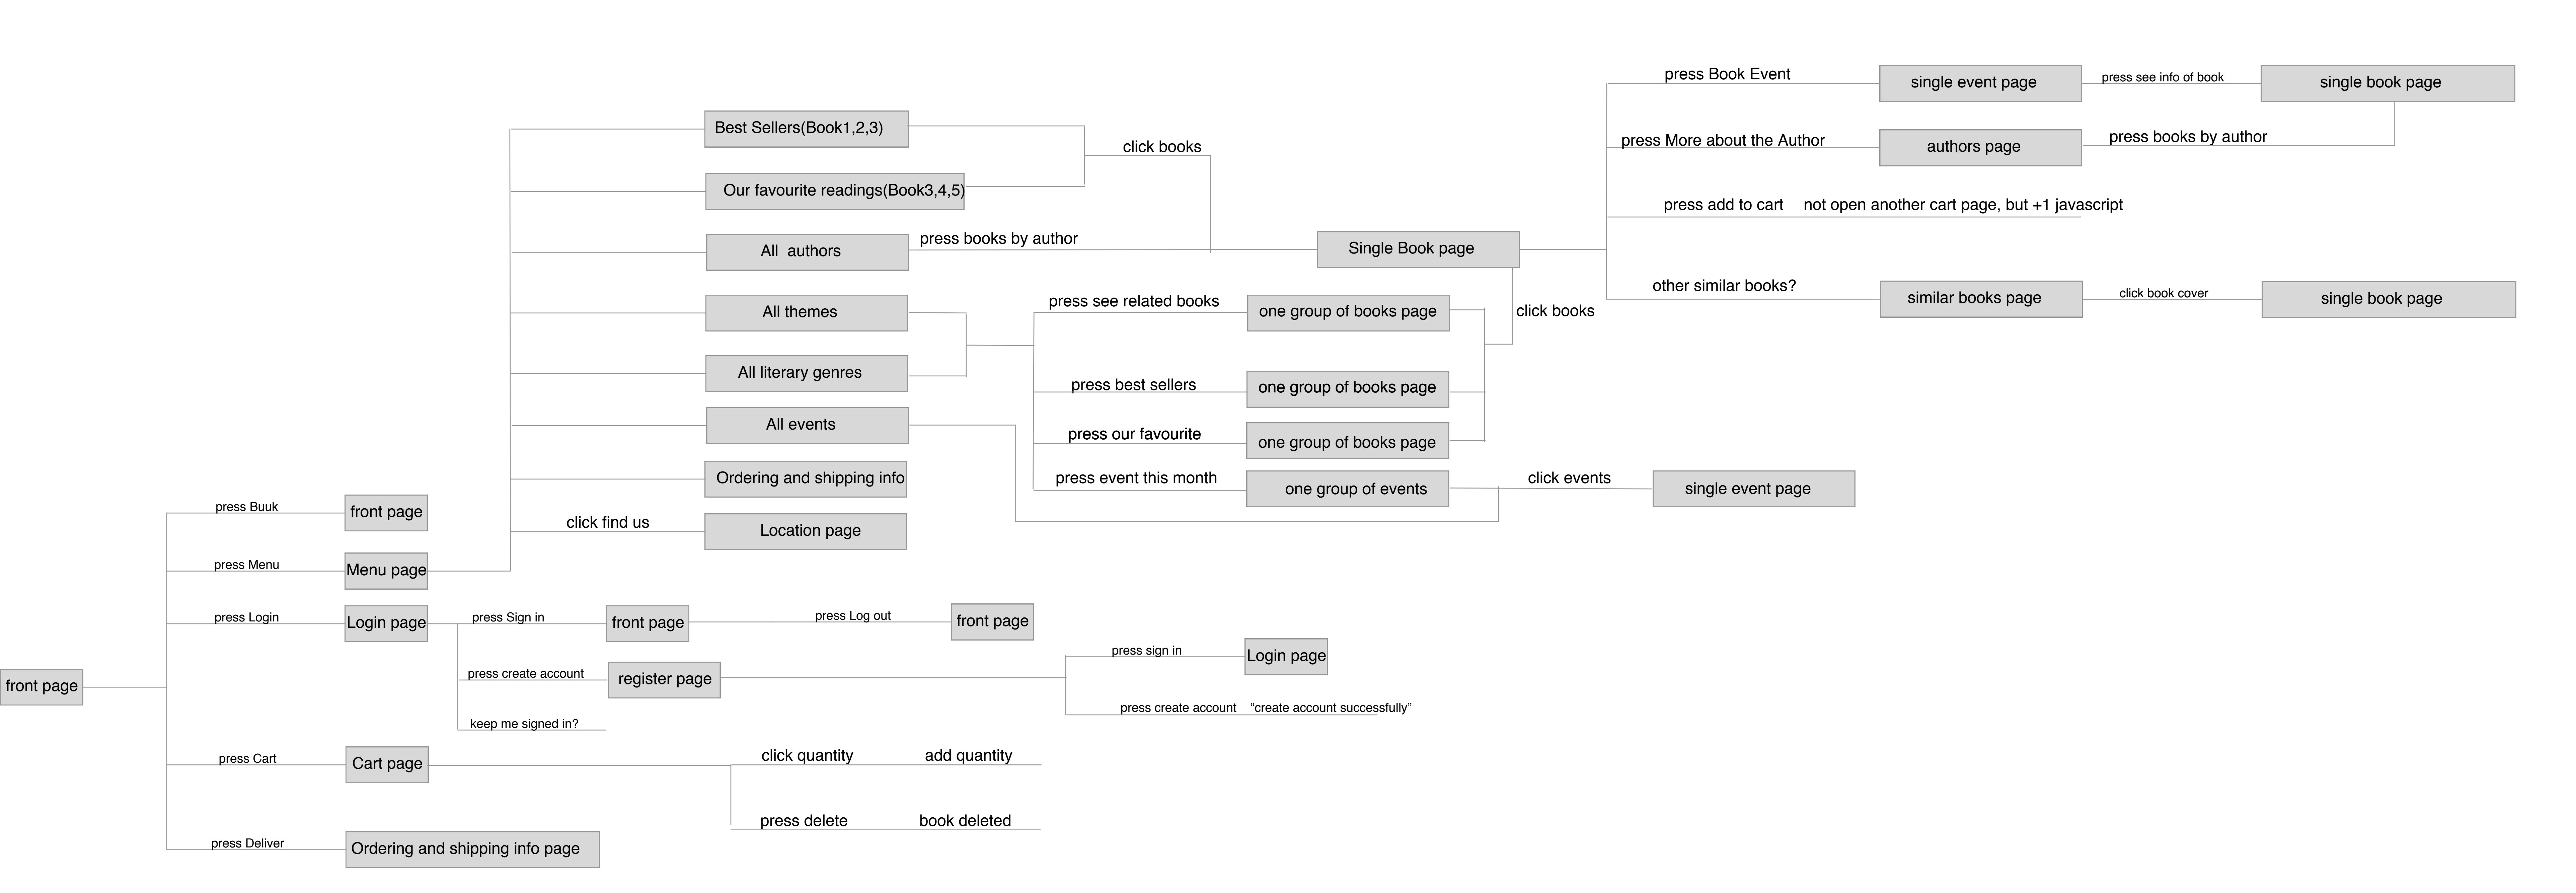 press Book Event
single event page
press see info of book
single book page
Best Sellers(Book1,2,3)
click books
press More about the Author
authors page
press books by author
Our favourite readings(Book3,4,5)
press add to cart
not open another cart page, but +1 javascript
All  authors
press books by author
Single Book page
other similar books?
similar books page
click book cover
single book page
All themes
press see related books
one group of books page
click books
All literary genres
press best sellers
one group of books page
All events
press our favourite
one group of books page
Ordering and shipping info
press event this month
one group of events
click events
single event page
press Buuk
front page
click find us
Location page
press Menu
Menu page
press Login
Login page
press Sign in
front page
press Log out
front page
press sign in
Login page
front page
press create account
register page
press create account
“create account successfully”
keep me signed in?
press Cart
Cart page
click quantity
add quantity
press delete
book deleted
press Deliver
Ordering and shipping info page